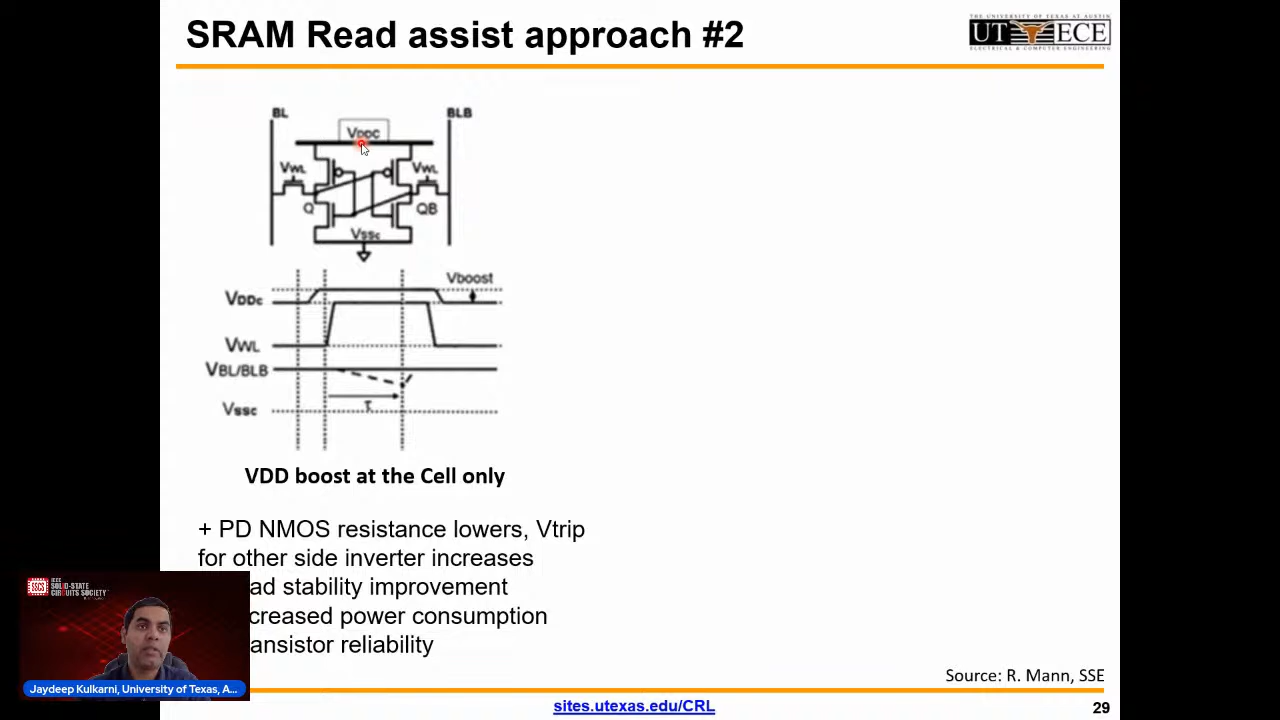 SRAM Read assist approach #2
THE UNIVERSITY OF TEXAS AT AUSTIN
UT ECE
ELECTRICAL & COMPUTER ENGINEERING
BL
BLB
VDDC
VWL
VWL
Q
QB
VSSC
Vboost
VDDc
VWL
VBL/BLB
τ
Vssc
VDD boost at the Cell only
+ PD NMOS resistance lowers, Vtrip
for other side inverter increases
ad stability improvement
creased power consumption
ansistor reliability
IEEE
SOLID-STATE
CIRCUITS SOCIETY
SSCS
Jaydeep Kulkarni, University of Texas, A...
Source: R. Mann, SSE
sites.utexas.edu/CRL
29